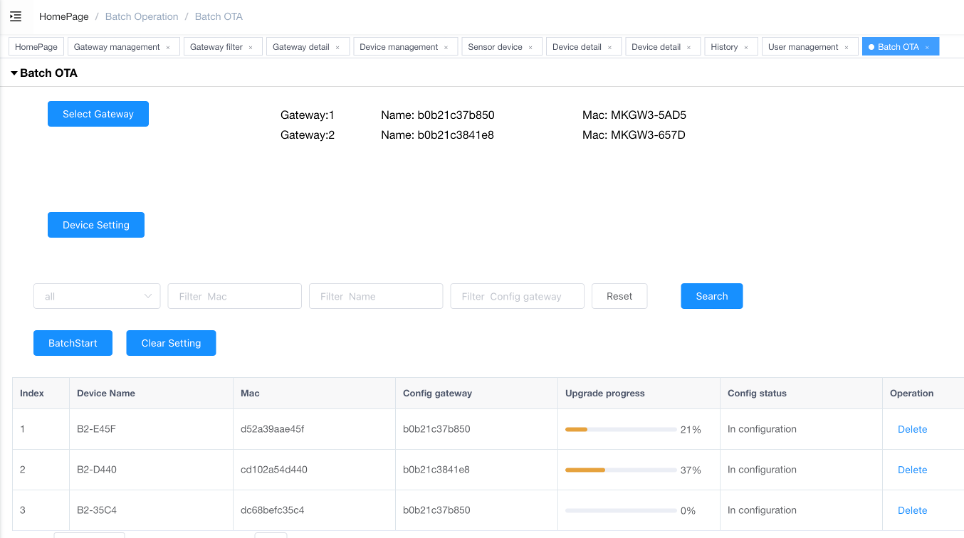 HomePage / Batch Operation / Batch OTA
HomePage Gateway management × Gateway filter × Gateway detail × Device management × Sensor device × Device detail × Device detail × History × User management × Batch OTA ×
Batch OTA
Select Gateway Gateway:1 Name: b0b21c37b850 Mac: MKGW3-5AD5
Gateway:2 Name: b0b21c3841e8 Mac: MKGW3-657D
Device Setting
all Filter Mac Filter Name Filter Config gateway Reset Search
BatchStart Clear Setting
Index Device Name Mac Config gateway Upgrade progress Config status Operation
1 B2-E45F d52a39aae45f b0b21c37b850 21% In configuration Delete
2 B2-D440 cd102a54d440 b0b21c3841e8 37% In configuration Delete
3 B2-35C4 dc68befc35c4 b0b21c37b850 0% In configuration Delete